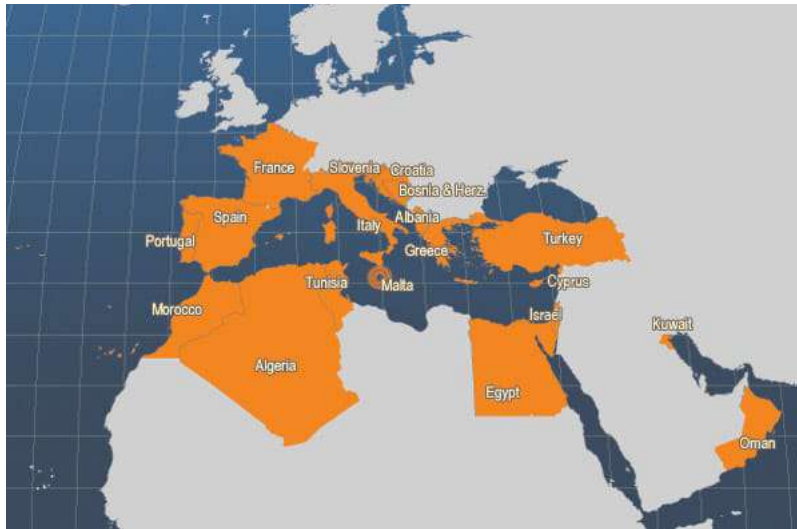 France
Slovenia
Croatia
Bosnia & Herz.
Spain
Albania
Italy
Portugal
Turkey
Greece
Tunisia
Malta
Cyprus
Morocco
Israel
Kuwait
Algeria
Egypt
Oman